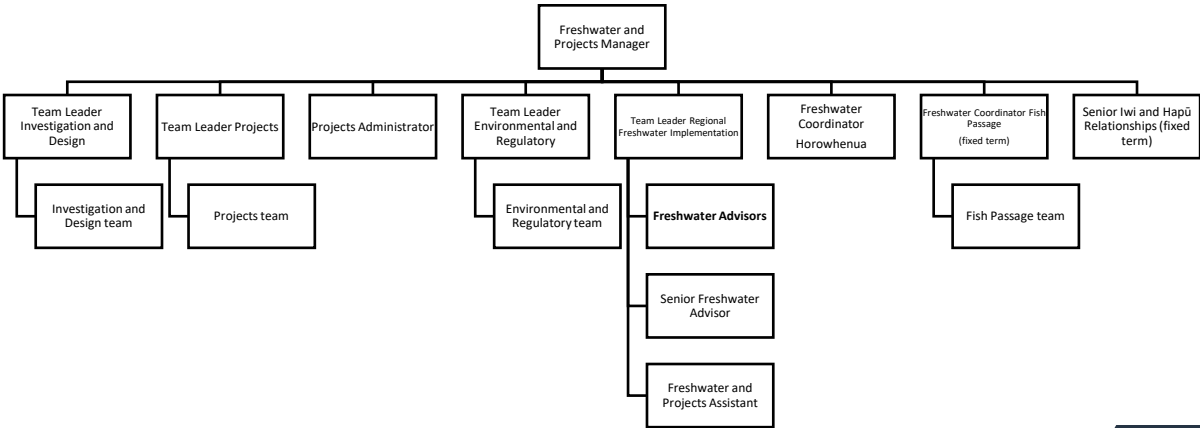 Freshwater and
Projects Manager
Team Leader
Investigation and
Design
Team Leader Projects
Projects Administrator
Team Leader
Environmental and
Regulatory
Team Leader Regional
Freshwater Implementation
Freshwater
Coordinator
Horowhenua
Freshwater Coordinator Fish
Passage
(fixed term)
Senior Iwi and Hapū
Relationships (fixed
term)
Investigation and
Design team
Projects team
Environmental and
Regulatory team
Freshwater Advisors
Fish Passage team
Senior Freshwater
Advisor
Freshwater and
Projects Assistant